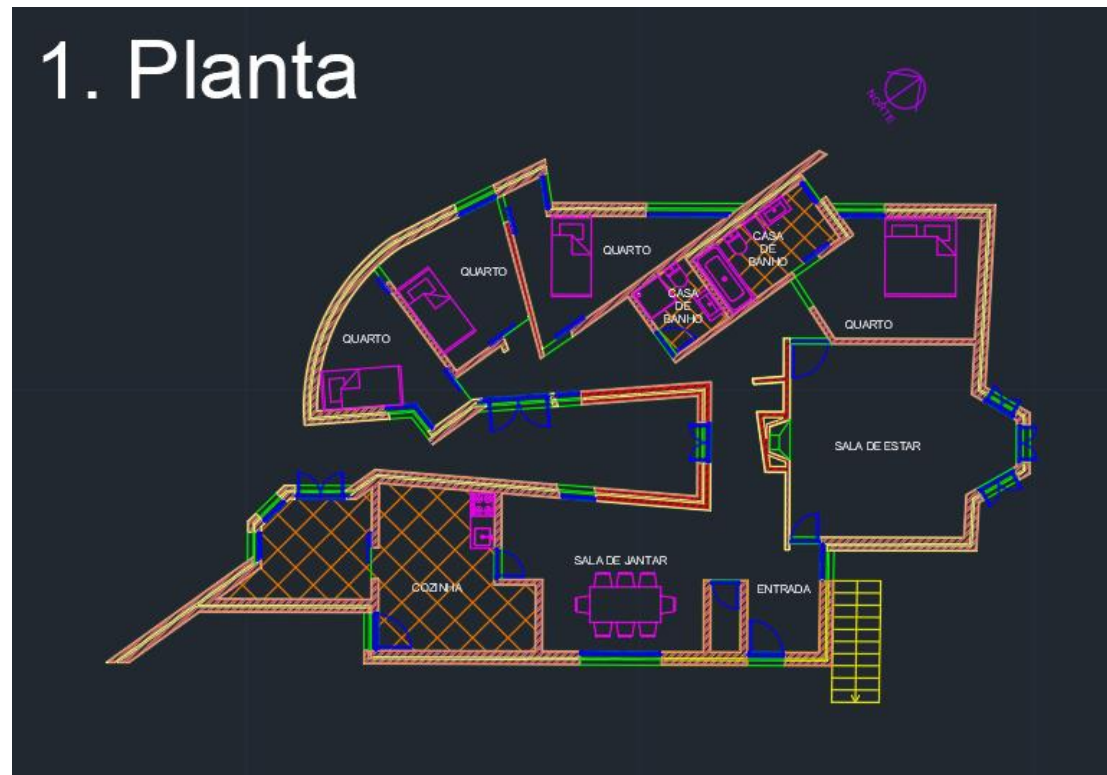 1. Planta
NORTE
QUARTO
QUARTO
QUARTO
CASA
DE
BANHO
CASA
DE
BANHO
QUARTO
SALA DE ESTAR
SALA DE JANTAR
COZINHA
ENTRADA